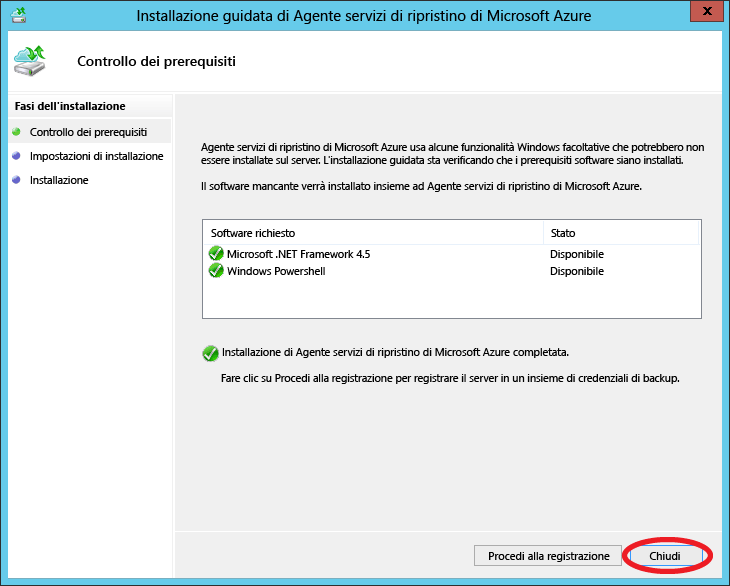 Installazione guidata di Agente servizi di ripristino di Microsoft Azure
x
Controllo dei prerequisiti
Fasi dell'installazione
Controllo dei prerequisiti
Impostazioni di installazione
Installazione
Agente servizi di ripristino di Microsoft Azure usa alcune funzionalità Windows facoltative che potrebbero non
essere installate sul server. L'installazione guidata sta verificando che i prerequisiti software siano installati.
Il software mancante verrà installato insieme ad Agente servizi di ripristino di Microsoft Azure.
Software richiesto Stato
Microsoft .NET Framework 4.5 Disponibile
Windows Powershell Disponibile
Installazione di Agente servizi di ripristino di Microsoft Azure completata.
Fare clic su Procedi alla registrazione per registrare il server in un insieme di credenziali di backup.
Procedi alla registrazione Chiudi